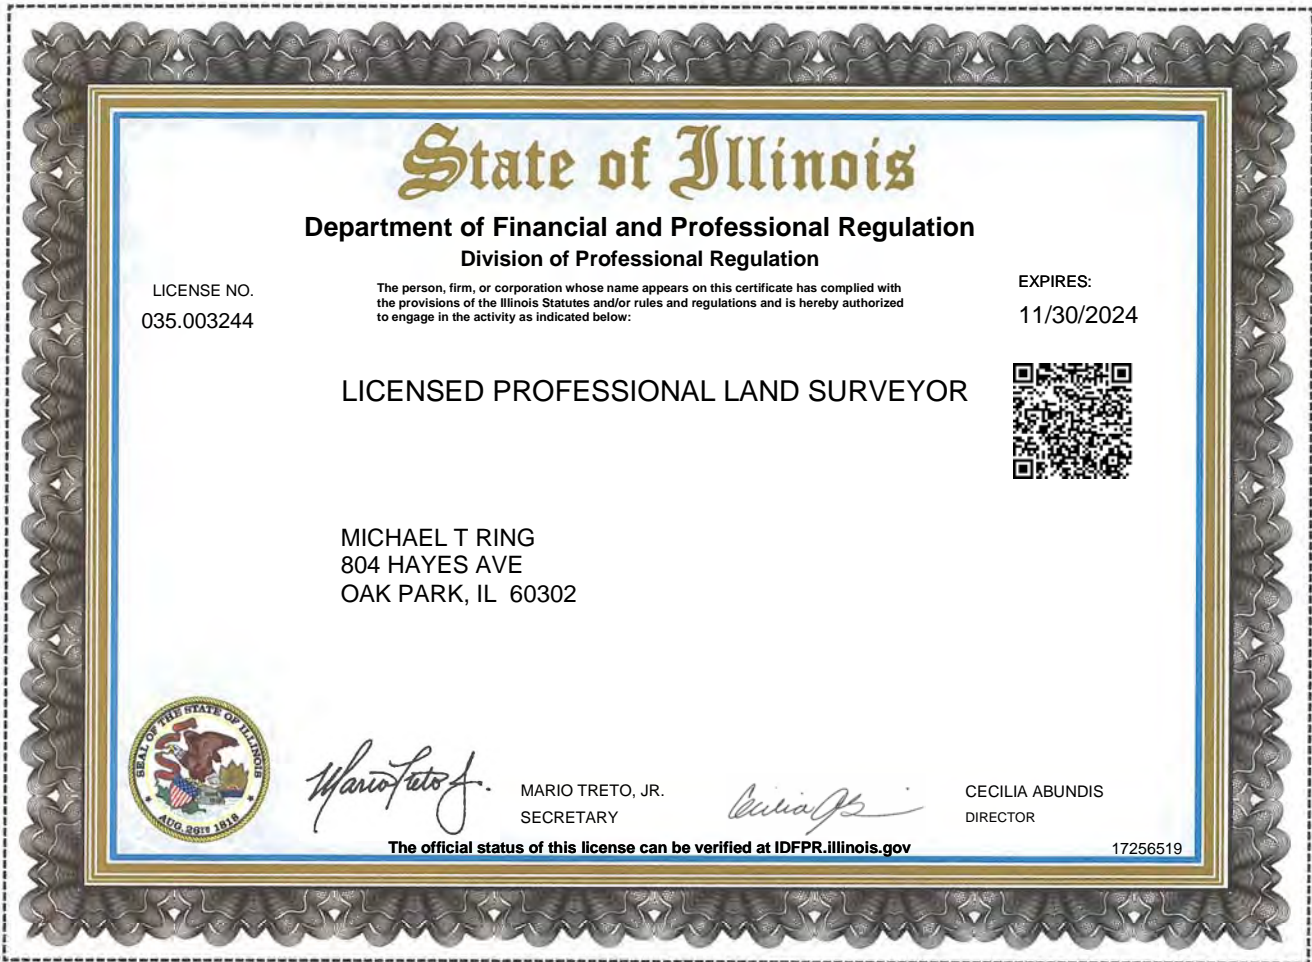 State of Illinois
Department of Financial and Professional Regulation
Division of Professional Regulation
LICENSE NO.
035.003244
The person, firm, or corporation whose name appears on this certificate has complied with
the provisions of the Illinois Statutes and/or rules and regulations and is hereby authorized
to engage in the activity as indicated below:
EXPIRES:
11/30/2024
LICENSED PROFESSIONAL LAND SURVEYOR
MICHAEL T RING
804 HAYES AVE
OAK PARK, IL  60302
SEAL OF THE STATE OF ILLINOIS
AUG. 26TH 1818
Mario Treto Jr.
MARIO TRETO, JR.
SECRETARY
Cecilia
CECILIA ABUNDIS
DIRECTOR
The official status of this license can be verified at IDFPR.illinois.gov
17256519